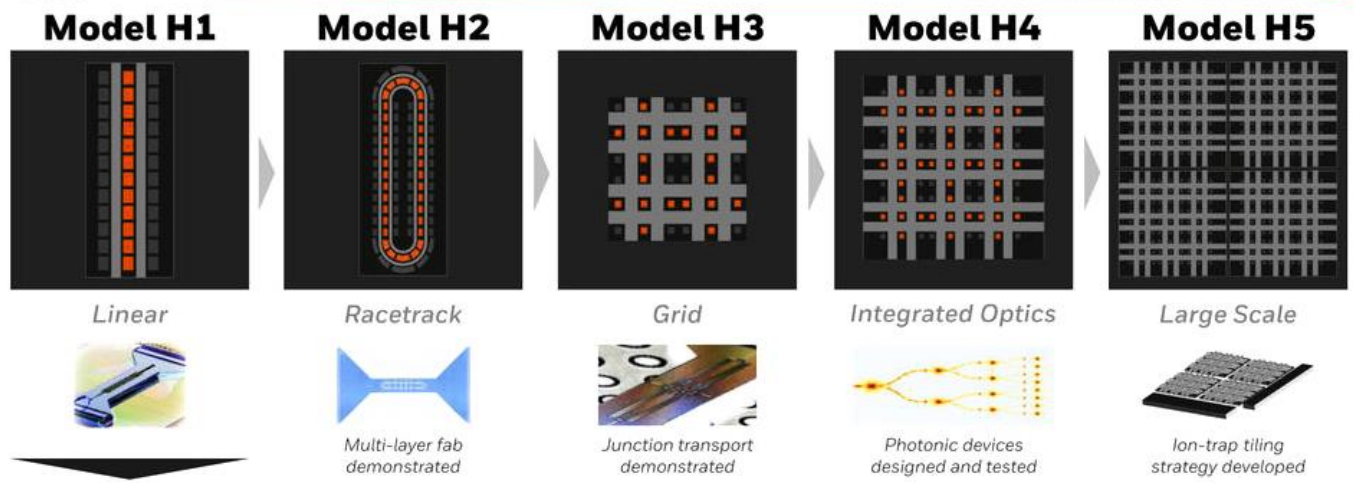 Model H1
Model H2
Model H3
Model H4
Model H5
Linear
Racetrack
Grid
Integrated Optics
Large Scale
Multi-layer fab
demonstrated
Junction transport
demonstrated
Photonic devices
designed and tested
Ion-trap tiling
strategy developed